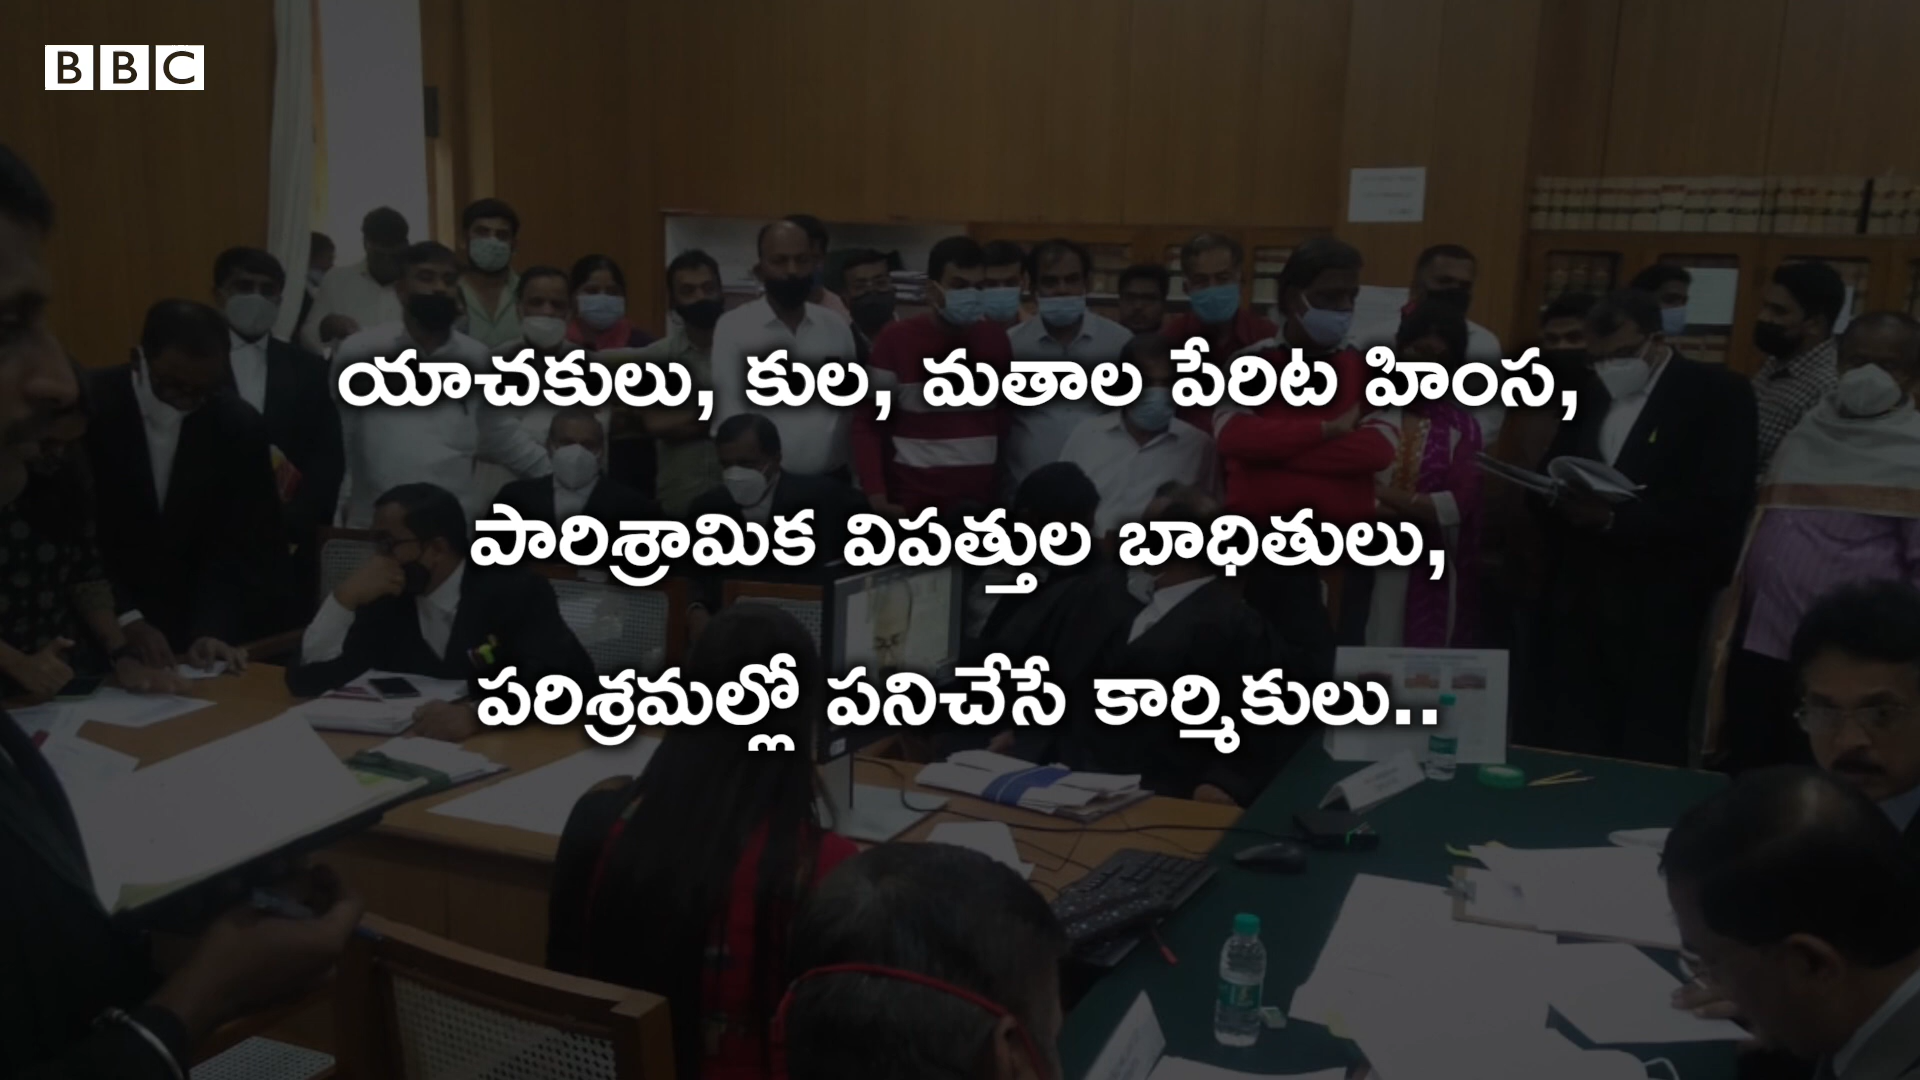 BBC
యాచకులు, కుల, మతాల పేరిట హింస,
పారిశ్రామిక విపత్తుల బాధితులు,
పరిశ్రమల్లో పనిచేసే కార్మికులు..